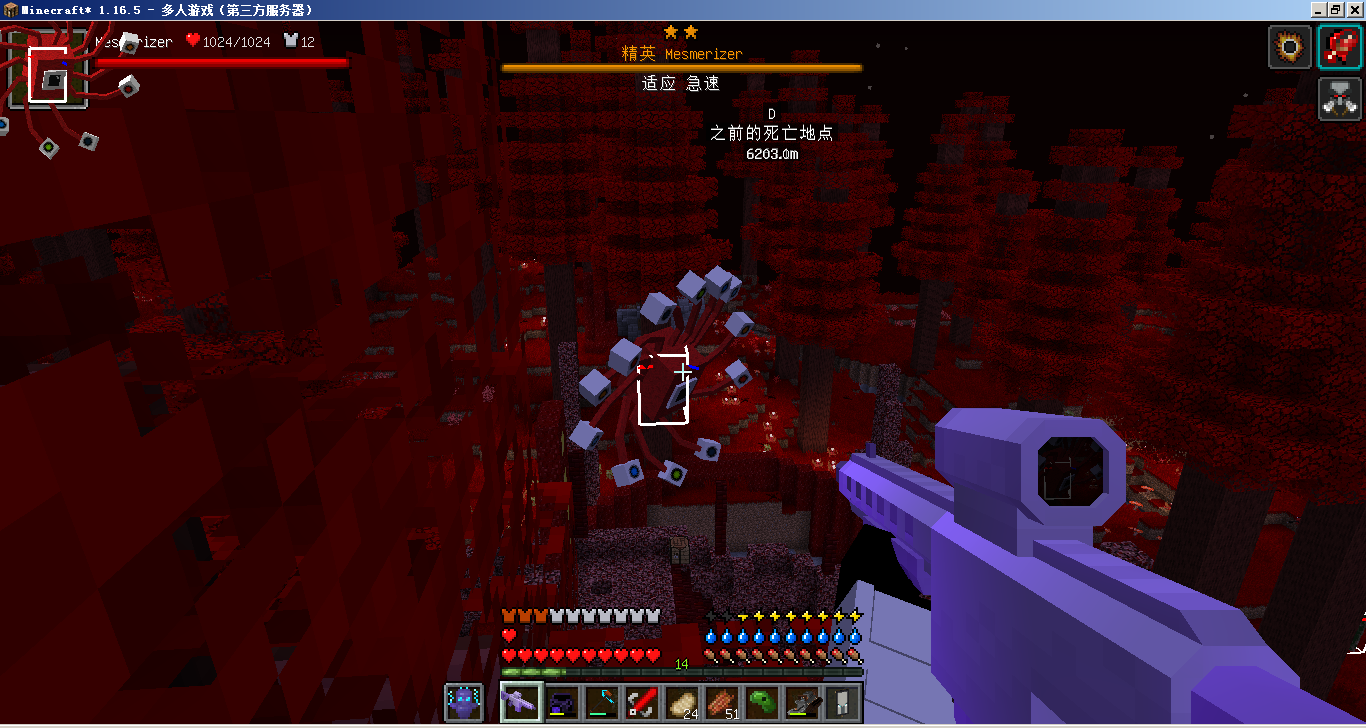 Minecraft* 1.16.5 - 多人游戏（第三方服务器）
Mesmerizer 1024/1024 12
精英 Mesmerizer
适应 急速
D
之前的死亡地点
6203.0m
14
24
51